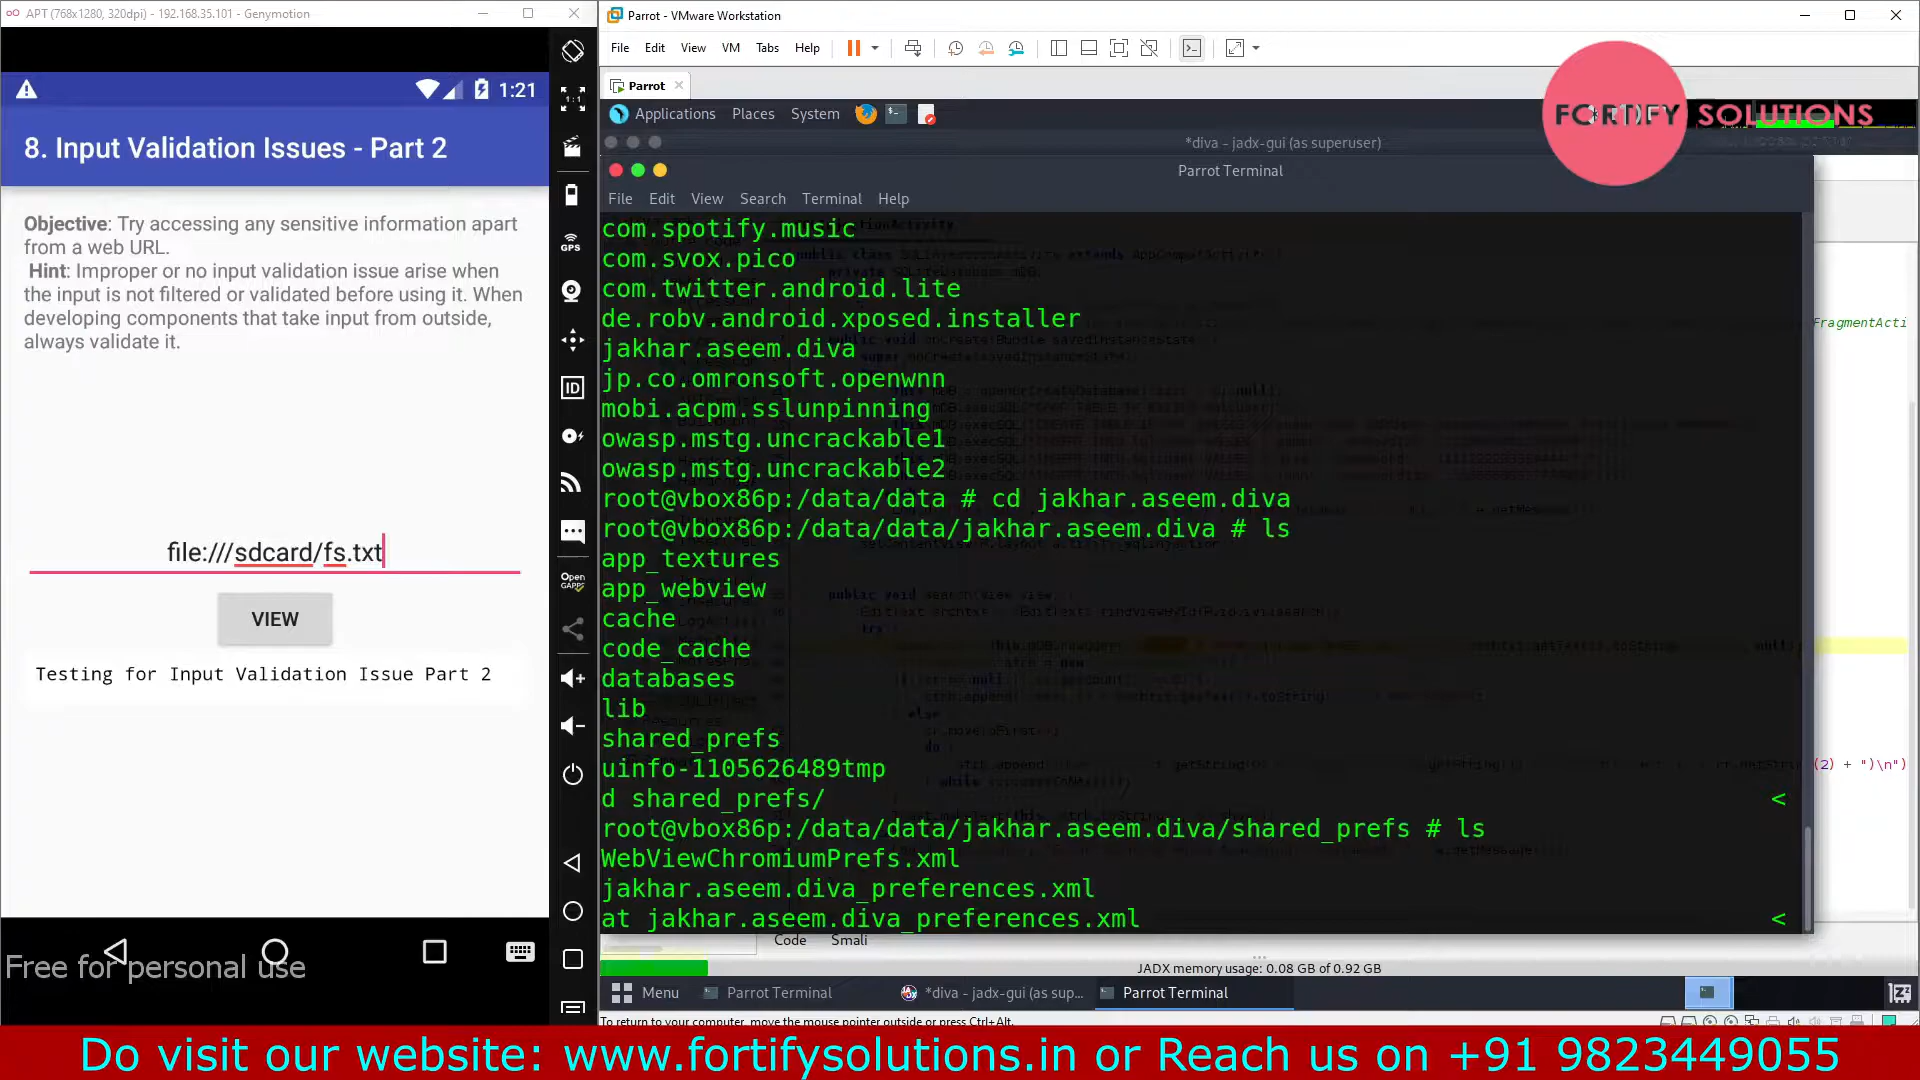 APT (768x1280, 320dpi) - 192.168.35.101 - Genymotion
1:21
8. Input Validation Issues - Part 2
Objective: Try accessing any sensitive information apart
from a web URL.
Hint: Improper or no input validation issue arise when
the input is not filtered or validated before using it. When
developing components that take input from outside,
always validate it.
file:///sdcard/fs.txt
VIEW
Testing for Input Validation Issue Part 2
Free for personal use
1:1
GPS
ID
Open
GAPPS
Parrot - VMware Workstation
File Edit View VM Tabs Help
Parrot
Applications Places System
FORTIFY SOLUTIONS
*diva - jadx-gui (as superuser)
Parrot Terminal
File Edit View Search Terminal Help
com.spotify.music
com.svox.pico
com.twitter.android.lite
de.robv.android.xposed.installer
jakhar.aseem.diva
jp.co.omronsoft.openwnn
mobi.acpm.sslunpinning
owasp.mstg.uncrackable1
owasp.mstg.uncrackable2
root@vbox86p:/data/data # cd jakhar.aseem.diva
root@vbox86p:/data/data/jakhar.aseem.diva # ls
app_textures
app_webview
cache
code_cache
databases
lib
shared_prefs
uinfo-1105626489tmp
d shared_prefs/ <
root@vbox86p:/data/data/jakhar.aseem.diva/shared_prefs # ls
WebViewChromiumPrefs.xml
jakhar.aseem.diva_preferences.xml
at jakhar.aseem.diva_preferences.xml <
FragmentActi
(2) + ")\n")
Code Smali
JADX memory usage: 0.08 GB of 0.92 GB
Menu Parrot Terminal *diva - jadx-gui (as sup... Parrot Terminal
To return to your computer, move the mouse pointer outside or press Ctrl+Alt.
Do visit our website: www.fortifysolutions.in or Reach us on +91 9823449055